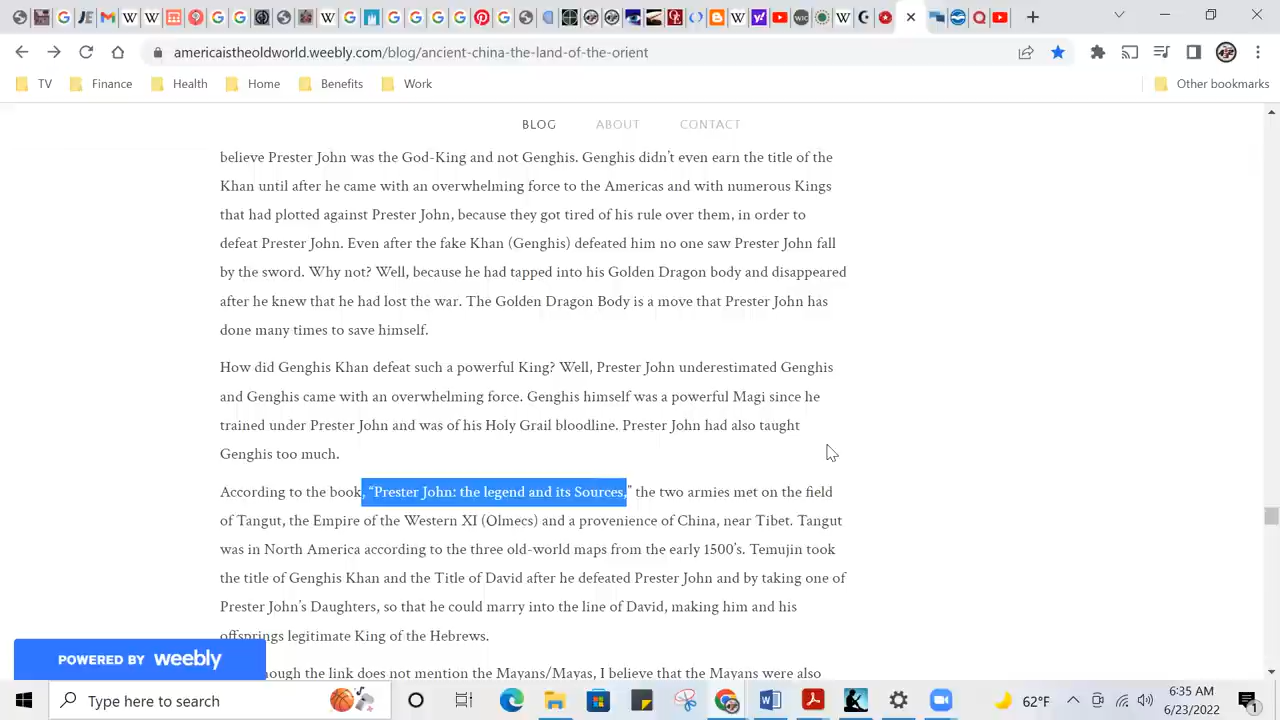 americaistheoldworld.weebly.com/blog/ancient-china-the-land-of-the-orient
TV Finance Health Home Benefits Work Other bookmarks
BLOG ABOUT CONTACT
believe Prester John was the God-King and not Genghis. Genghis didn't even earn the title of the
Khan until after he came with an overwhelming force to the Americas and with numerous Kings
that had plotted against Prester John, because they got tired of his rule over them, in order to
defeat Prester John. Even after the fake Khan (Genghis) defeated him no one saw Prester John fall
by the sword. Why not? Well, because he had tapped into his Golden Dragon body and disappeared
after he knew that he had lost the war. The Golden Dragon Body is a move that Prester John has
done many times to save himself.
How did Genghis Khan defeat such a powerful King? Well, Prester John underestimated Genghis
and Genghis came with an overwhelming force. Genghis himself was a powerful Magi since he
trained under Prester John and was of his Holy Grail bloodline. Prester John had also taught
Genghis too much.
According to the book, “Prester John: the legend and its Sources,” the two armies met on the field
of Tangut, the Empire of the Western XI (Olmecs) and a provenience of China, near Tibet. Tangut
was in North America according to the three old-world maps from the early 1500's. Temujin took
the title of Genghis Khan and the Title of David after he defeated Prester John and by taking one of
Prester John's Daughters, so that he could marry into the line of David, making him and his
offsprings legitimate King of the Hebrews.
hough the link does not mention the Mayans/Mayas, I believe that the Mayans were also
POWERED BY weebly
Type here to search
62°F
6:35 AM
6/23/2022